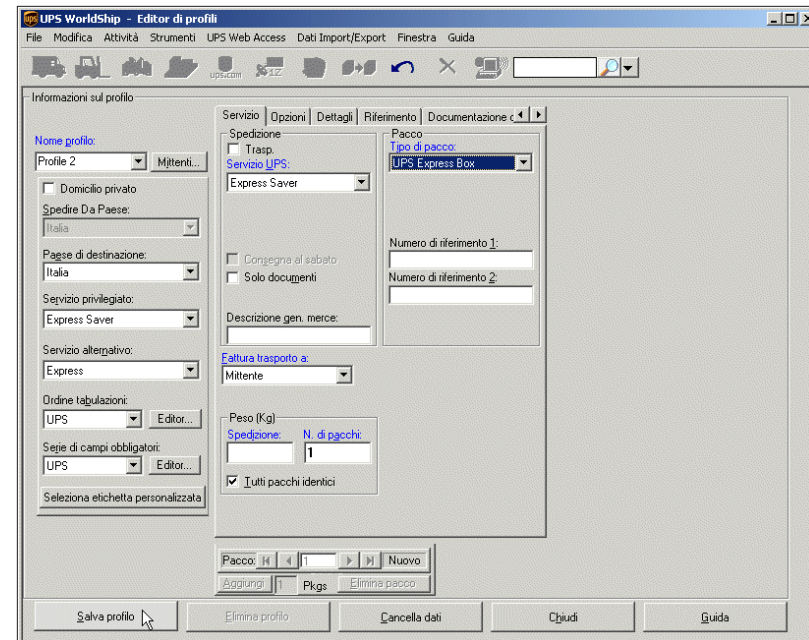 UPS WorldShip - Editor di profili
File Modifica Attività Strumenti UPS Web Access Dati Import/Export Finestra Guida
ups.com 1Z
Informazioni sul profilo
Nome profilo:
Profile 2 Mittenti...
Domicilio privato
Spedire Da Paese:
Italia
Paese di destinazione:
Italia
Servizio privilegiato:
Express Saver
Servizio alternativo:
Express
Ordine tabulazioni:
UPS Editor...
Serie di campi obbligatori:
UPS Editor...
Seleziona etichetta personalizzata
Servizio Opzioni Dettagli Riferimento Documentazione
Spedizione
Trasp.
Servizio UPS:
Express Saver
Consegna al sabato
Solo documenti
Descrizione gen. merce:
Pacco
Tipo di pacco:
UPS Express Box
Numero di riferimento 1:
Numero di riferimento 2:
Fattura trasporto a:
Mittente
Peso (Kg)
Spedizione: N. di pacchi:
1
Tutti pacchi identici
Pacco: 1 Nuovo
Aggiungi 1 Pkgs Elimina pacco
Salva profilo Elimina profilo Cancella dati Chiudi Guida